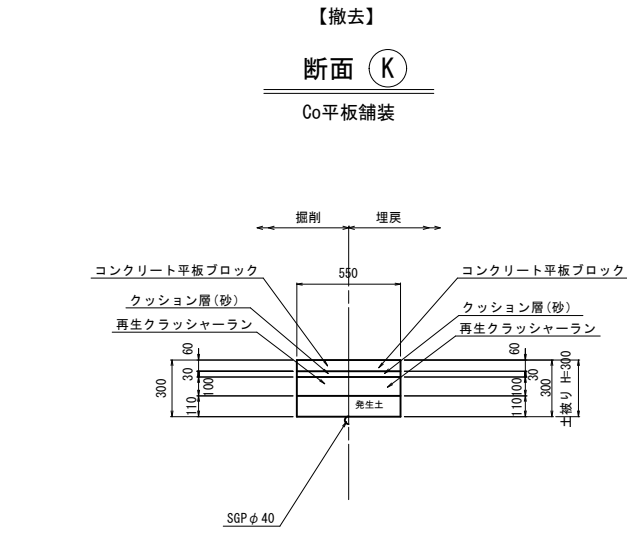 【撤去】
断面 K
Co平板舗装
掘削 埋戻
コンクリート平板ブロック 550 コンクリート平板ブロック
クッション層(砂) クッション層(砂)
再生クラッシャーラン 再生クラッシャーラン
60 60
30 30
100 100
300 300
110 110
土被り H=300
発生土
SGPφ40